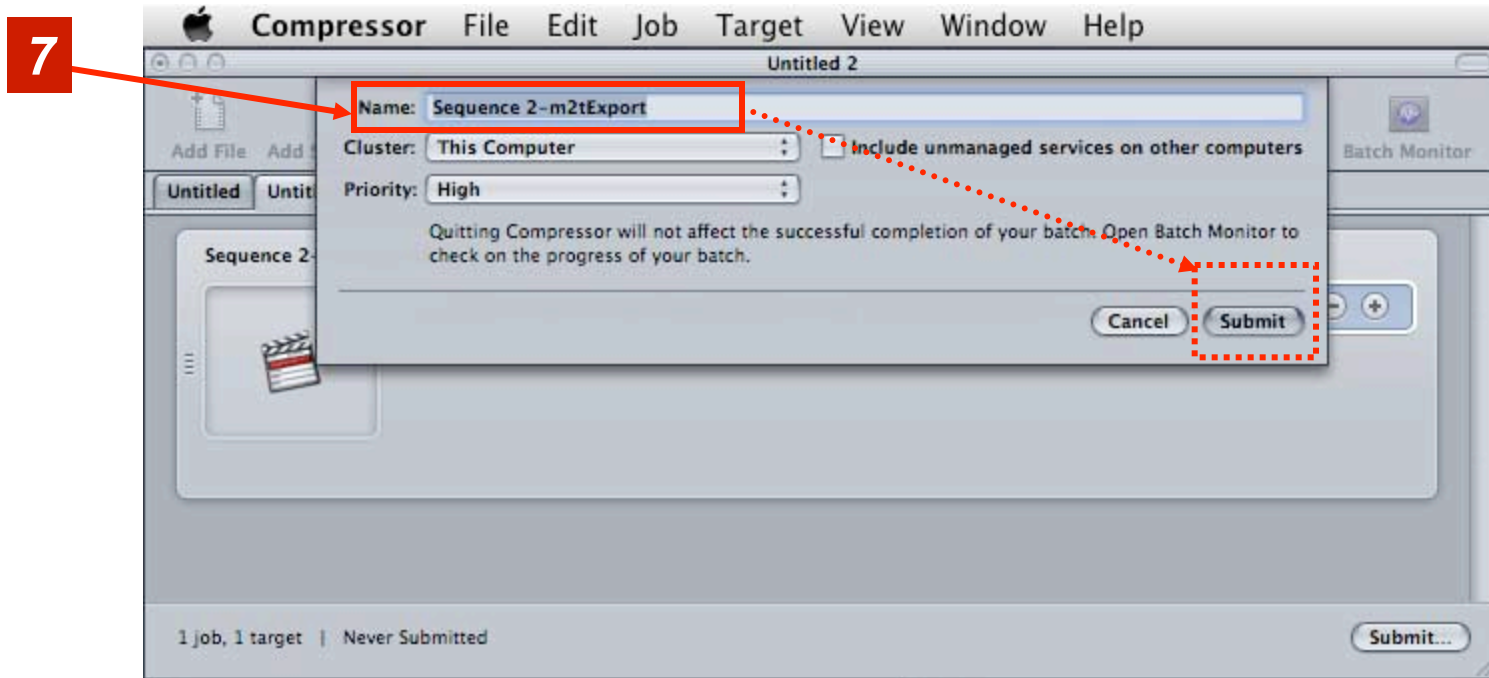 Compressor File Edit Job Target View Window Help
7
Untitled 2
Name: Sequence 2-m2tExport
Add File Add
Cluster: This Computer Include unmanaged services on other computers
Batch Monitor
Untitled
Priority: High
Quitting Compressor will not affect the successful completion of your batch. Open Batch Monitor to
check on the progress of your batch.
Sequence 2-
Cancel Submit
1 job, 1 target | Never Submitted
Submit...